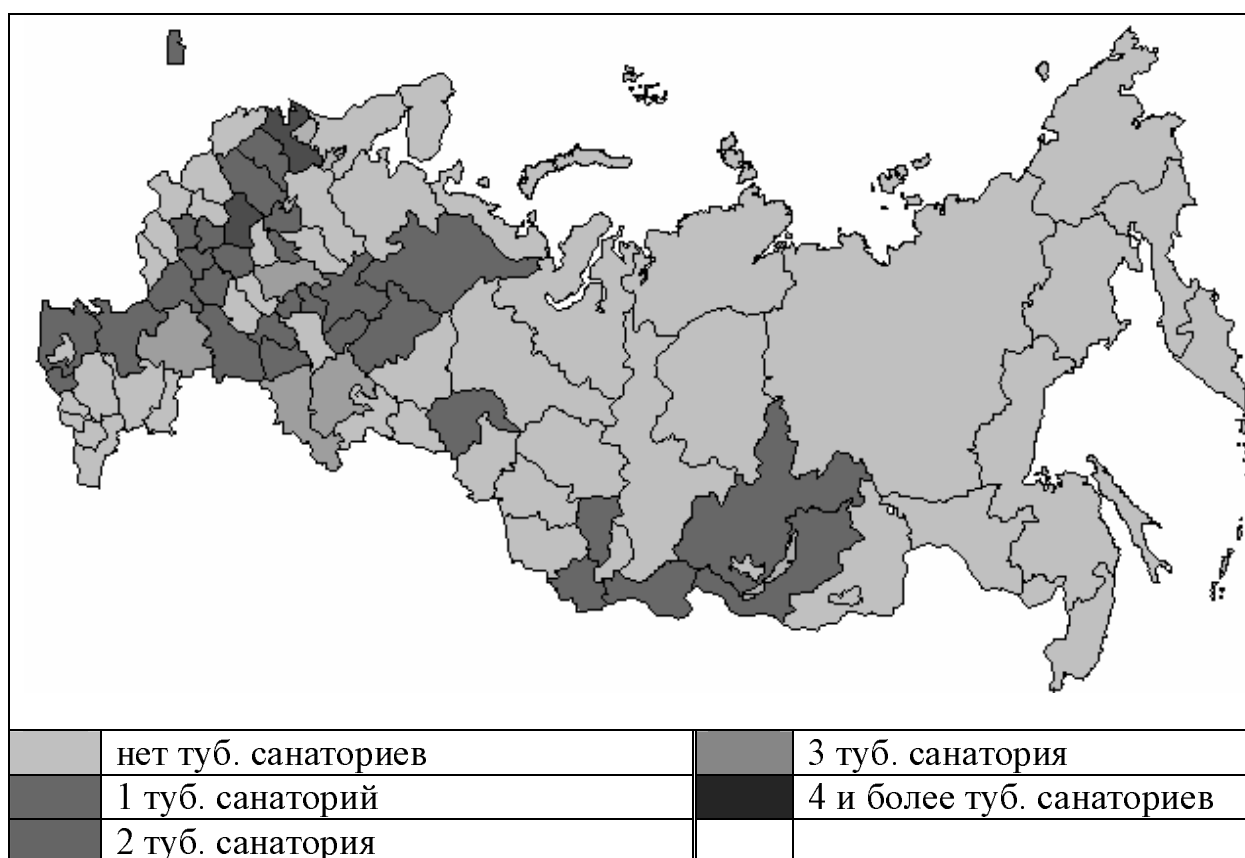 нет туб. санаториев
3 туб. санатория
1 туб. санаторий
4 и более туб. санаториев
2 туб. санатория